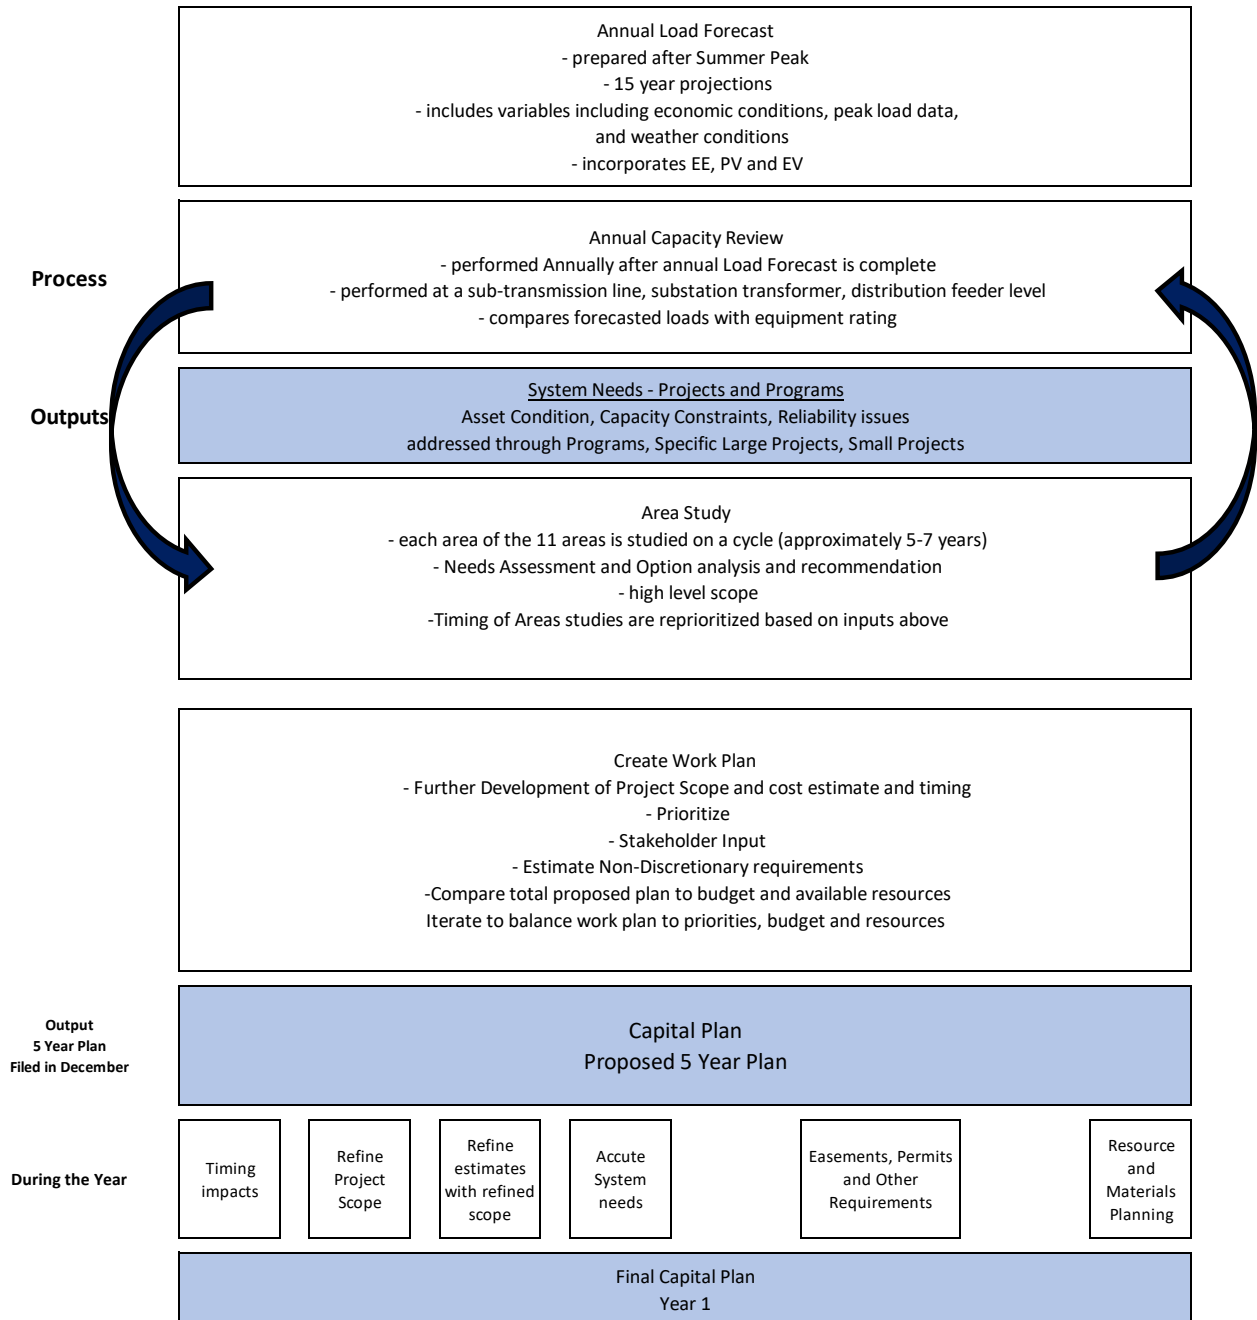 Annual Load Forecast
- prepared after Summer Peak
- 15 year projections
- includes variables including economic conditions, peak load data,
and weather conditions
- incorporates EE, PV and EV
Process
Annual Capacity Review
- performed Annually after annual Load Forecast is complete
- performed at a sub-transmission line, substation transformer, distribution feeder level
- compares forecasted loads with equipment rating
Outputs
System Needs - Projects and Programs
Asset Condition, Capacity Constraints, Reliability issues
addressed through Programs, Specific Large Projects, Small Projects
Area Study
- each area of the 11 areas is studied on a cycle (approximately 5-7 years)
- Needs Assessment and Option analysis and recommendation
- high level scope
-Timing of Areas studies are reprioritized based on inputs above
Create Work Plan
- Further Development of Project Scope and cost estimate and timing
- Prioritize
- Stakeholder Input
- Estimate Non-Discretionary requirements
-Compare total proposed plan to budget and available resources
Iterate to balance work plan to priorities, budget and resources
Output
5 Year Plan
Filed in December
Capital Plan
Proposed 5 Year Plan
During the Year
Timing
impacts
Refine
Project
Scope
Refine
estimates
with refined
scope
Accute
System
needs
Easements, Permits
and Other
Requirements
Resource
and
Materials
Planning
Final Capital Plan
Year 1